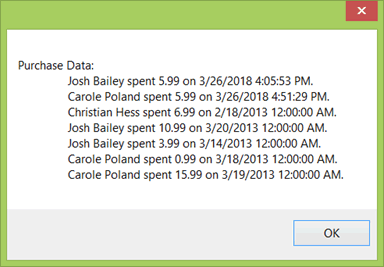 Purchase Data:
Josh Bailey spent 5.99 on 3/26/2018 4:05:53 PM.
Carole Poland spent 5.99 on 3/26/2018 4:51:29 PM.
Christian Hess spent 6.99 on 2/18/2013 12:00:00 AM.
Josh Bailey spent 10.99 on 3/20/2013 12:00:00 AM.
Josh Bailey spent 3.99 on 3/14/2013 12:00:00 AM.
Carole Poland spent 0.99 on 3/18/2013 12:00:00 AM.
Carole Poland spent 15.99 on 3/19/2013 12:00:00 AM.
OK